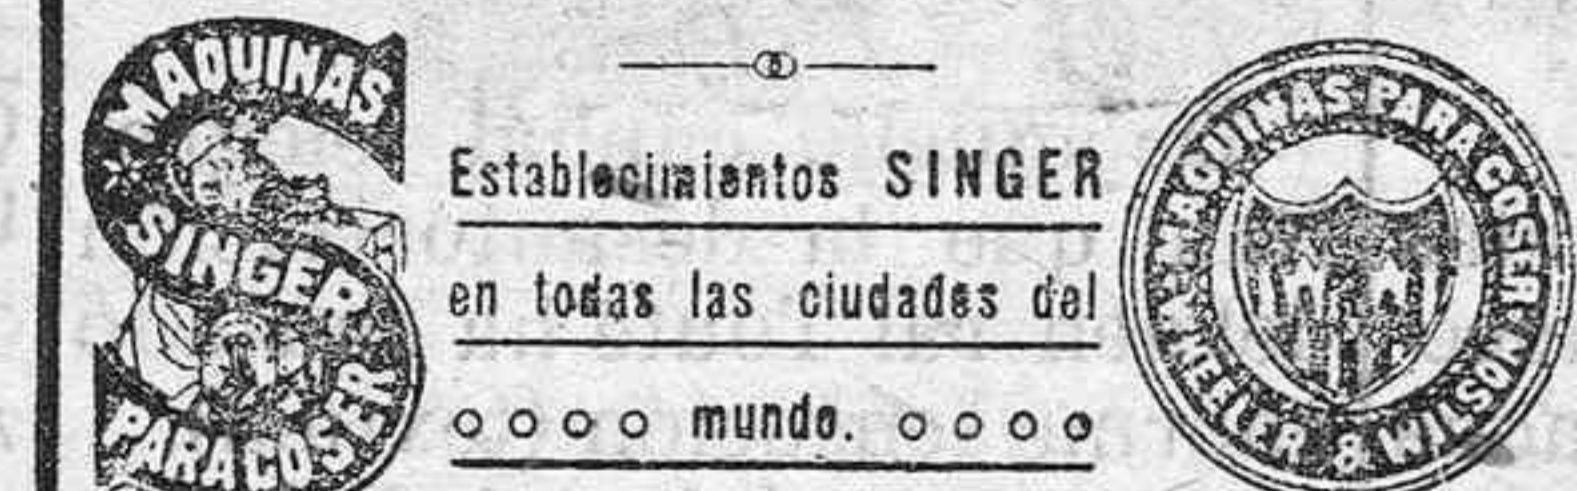 MAQUINAS
SINGER
PARA COSER
Establecimientos SINGER
en todas las ciudades del
o o o o mundo. o o o o
MAQUINAS PARA COSER
WHEELER & WILSON